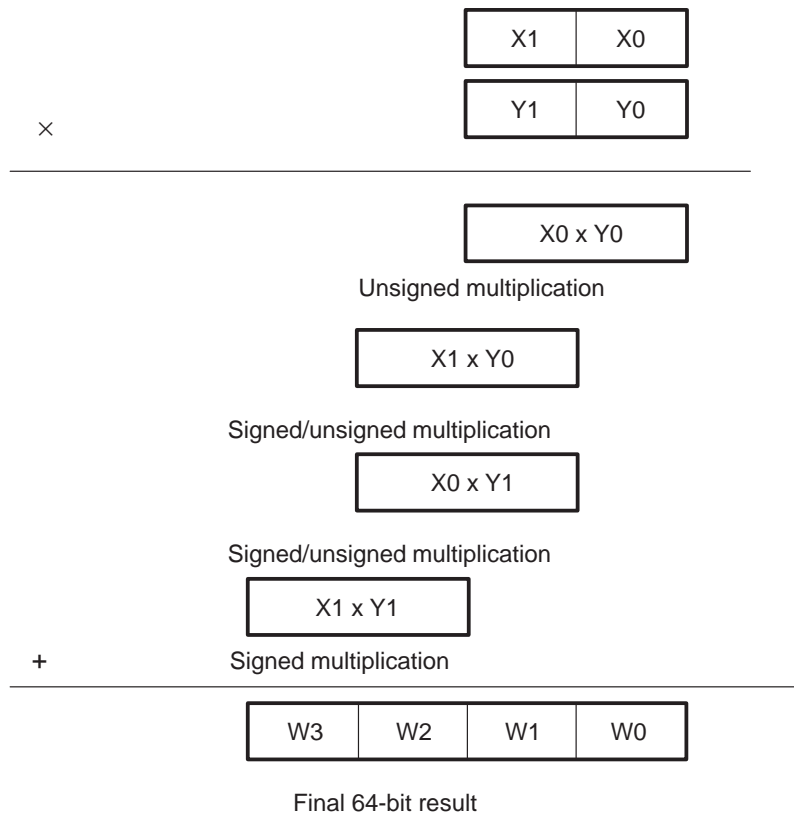 X1 X0
Y1 Y0
×
X0 x Y0
Unsigned multiplication
X1 x Y0
Signed/unsigned multiplication
X0 x Y1
Signed/unsigned multiplication
X1 x Y1
+ Signed multiplication
W3 W2 W1 W0
Final 64-bit result